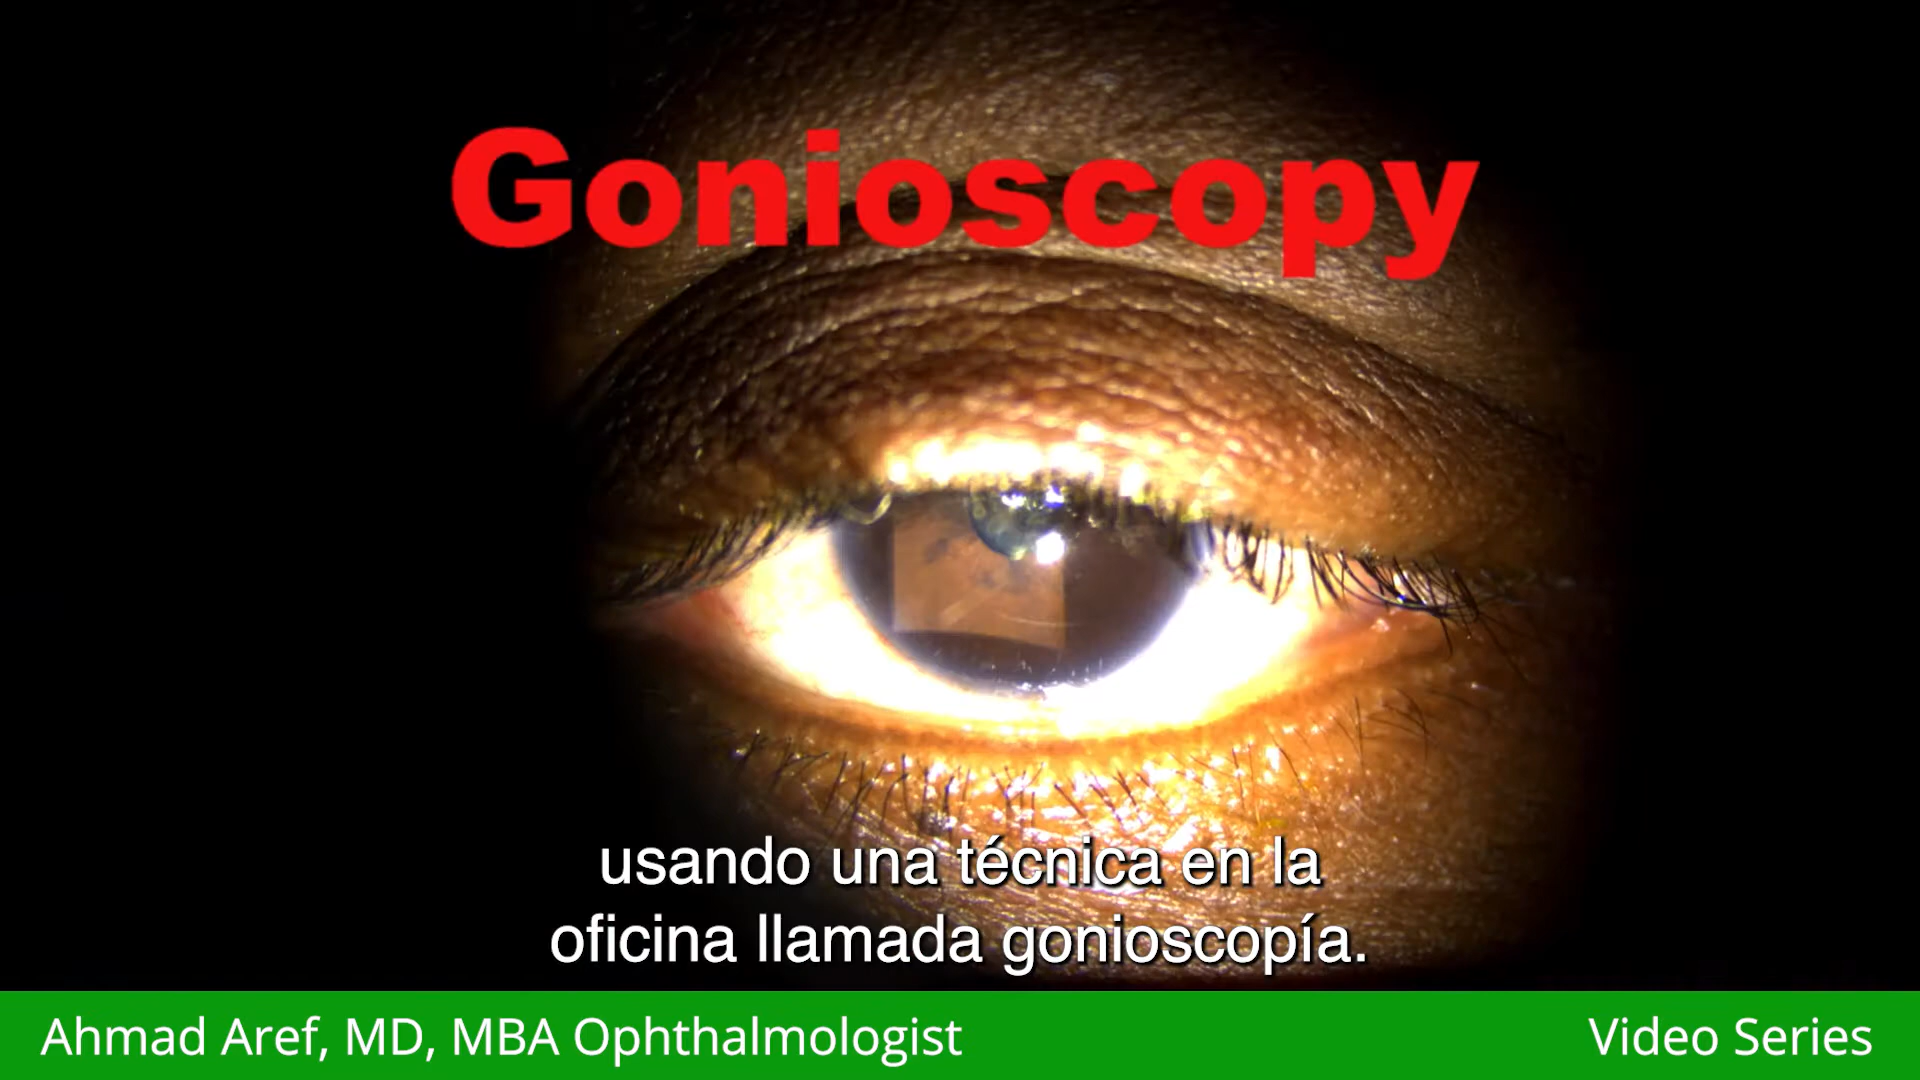 Gonioscopy
usando una técnica en la
oficina llamada gonioscopía.
Ahmad Aref, MD, MBA Ophthalmologist
Video Series